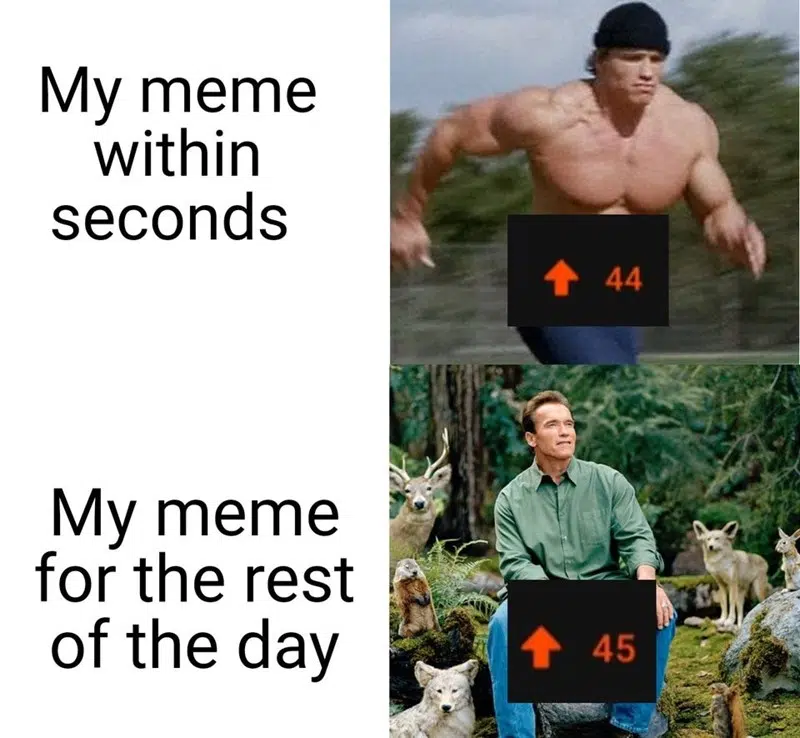 My meme
within
seconds
44
My meme
for the rest
of the day
45